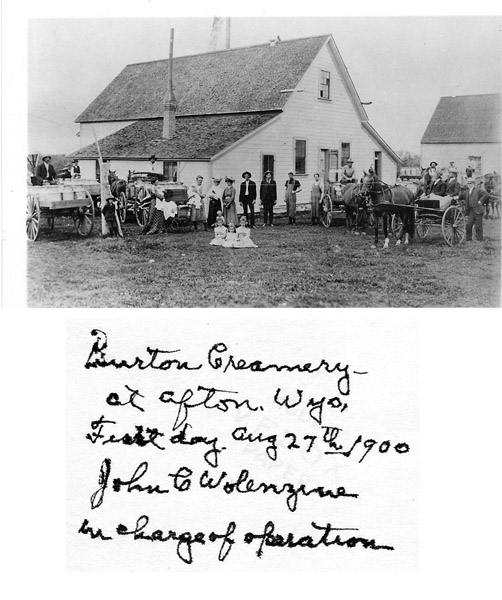 Burton Creamery –
at Afton. Wyo,
First day. Aug 27th 1900
John C Wolenzine
in charge of operation